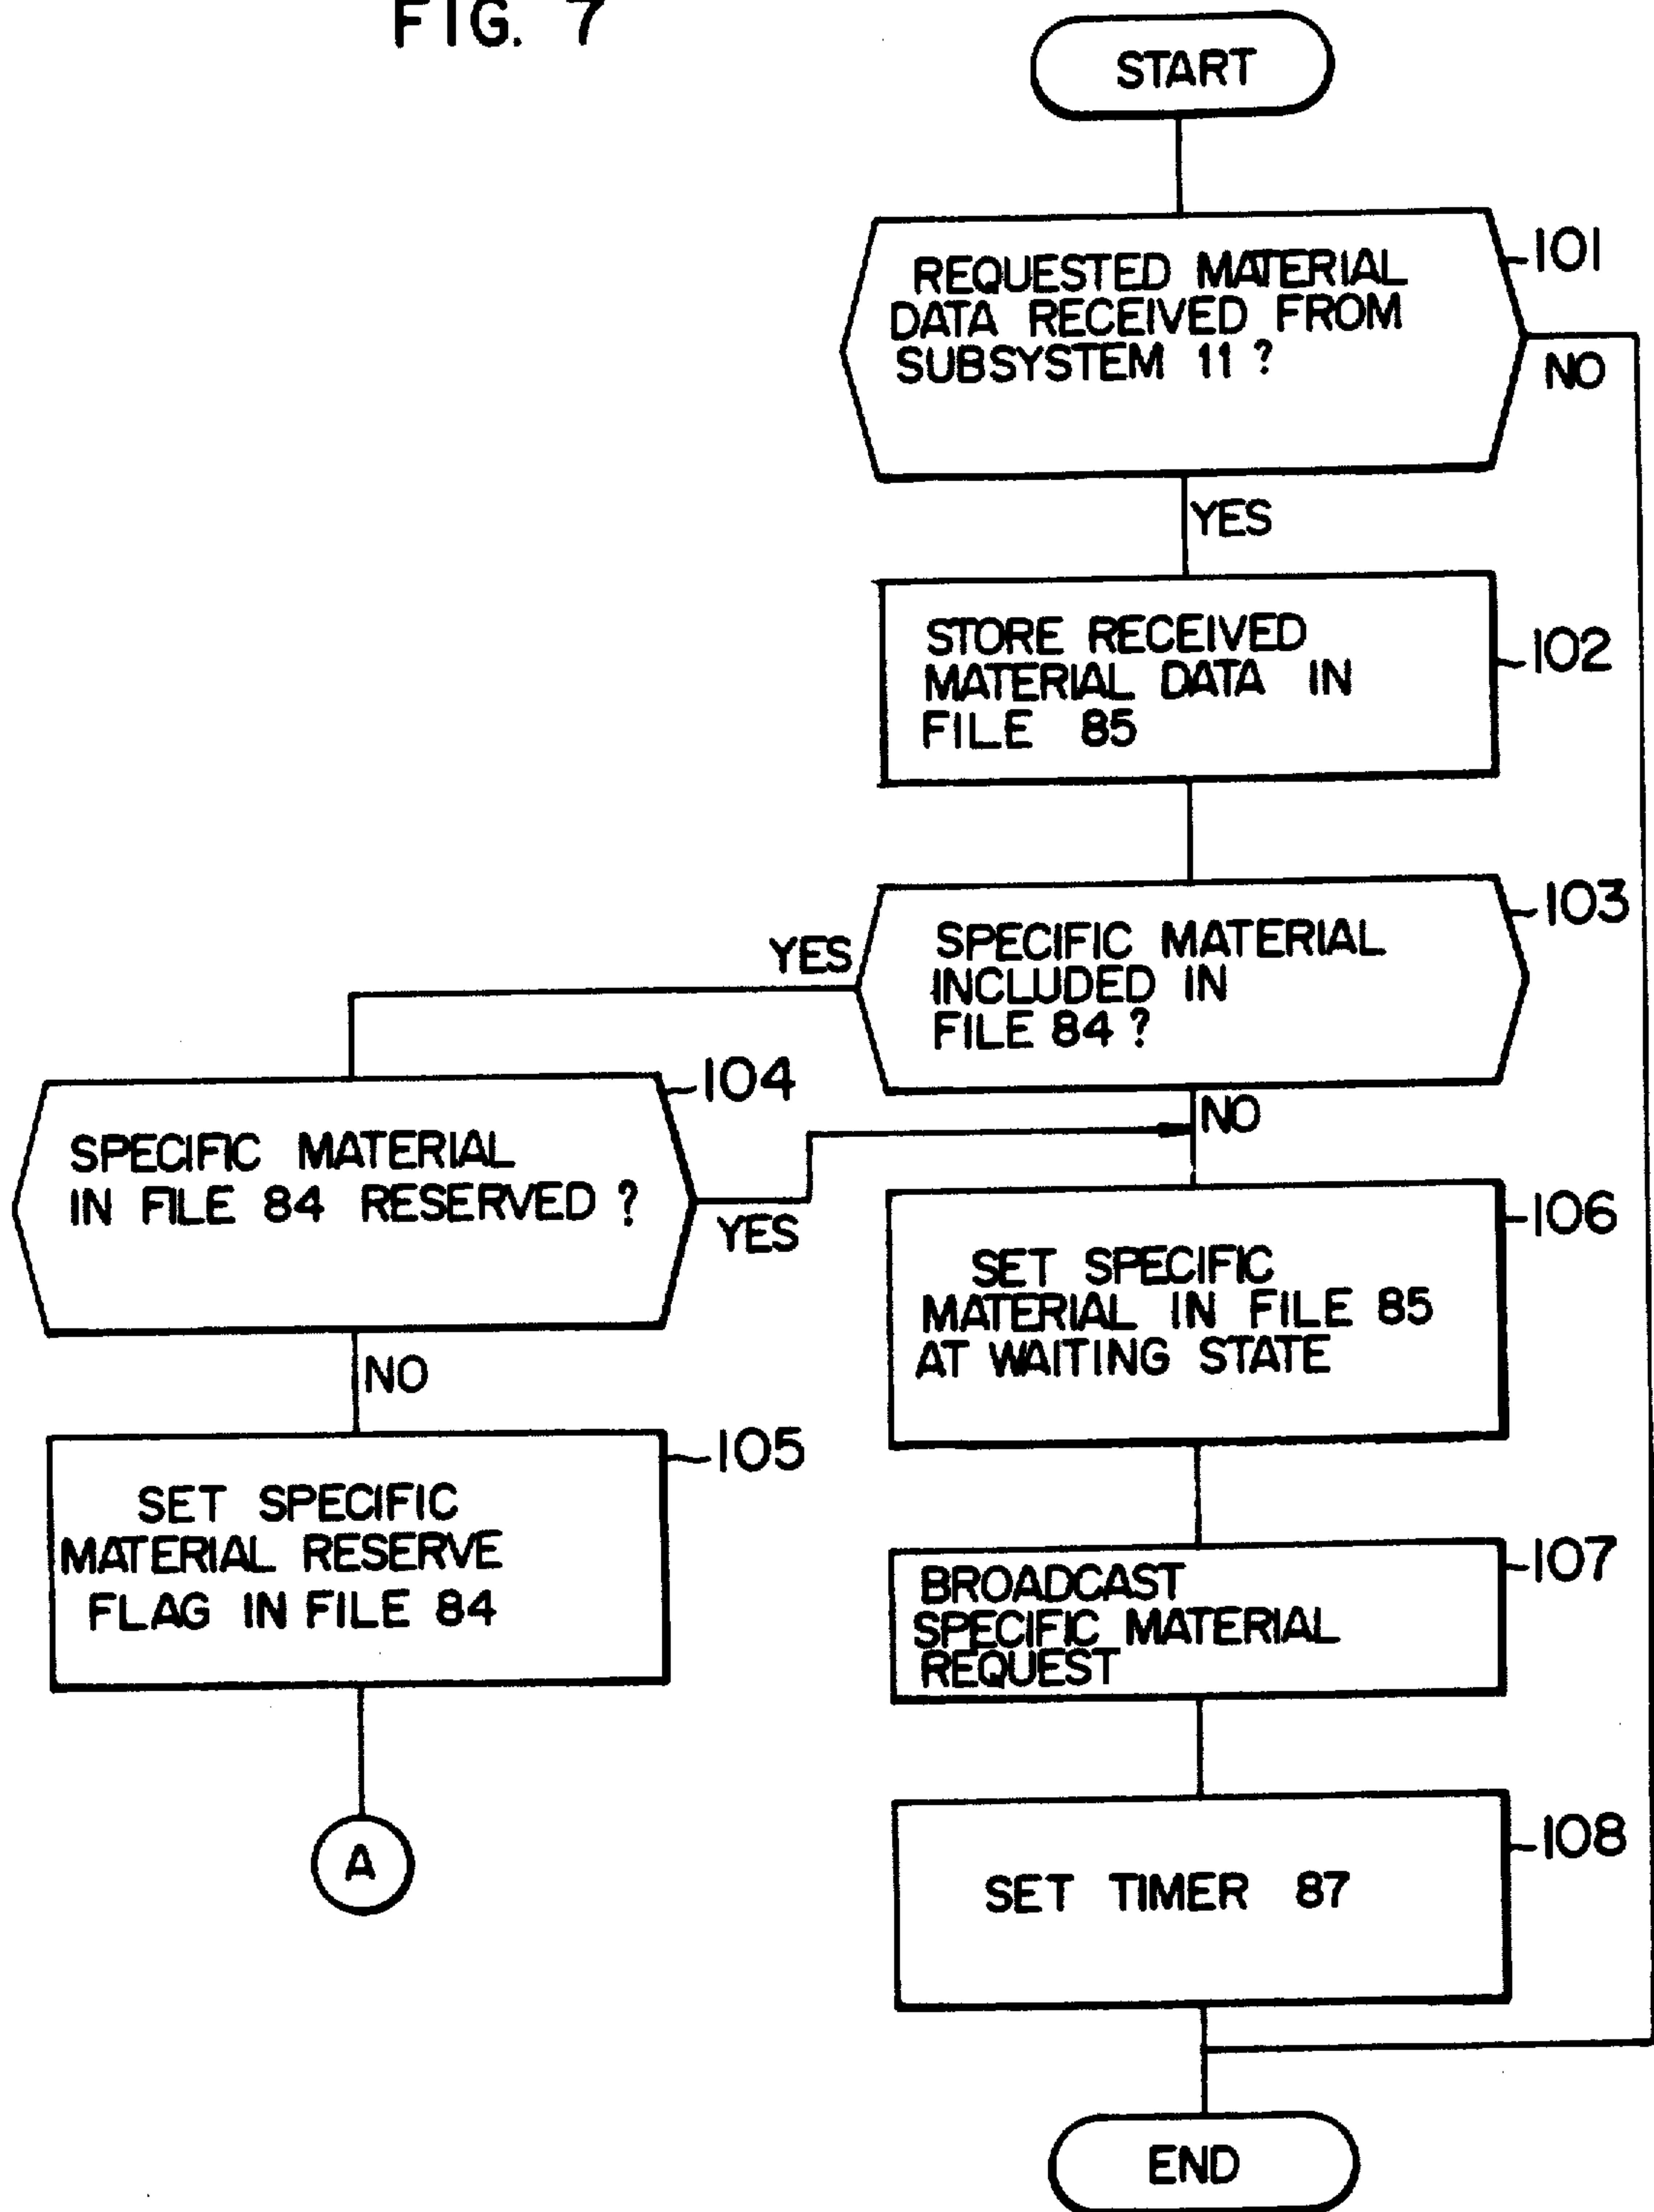 FIG. 7
START
REQUESTED MATERIAL
DATA RECEIVED FROM
SUBSYSTEM 11 ?
101
NO
YES
STORE RECEIVED
MATERIAL DATA IN
FILE 85
102
YES
SPECIFIC MATERIAL
INCLUDED IN
FILE 84 ?
103
NO
104
SPECIFIC MATERIAL
IN FILE 84 RESERVED ?
YES
NO
SET SPECIFIC
MATERIAL IN FILE 85
AT WAITING STATE
106
105
SET SPECIFIC
MATERIAL RESERVE
FLAG IN FILE 84
BROADCAST
SPECIFIC MATERIAL
REQUEST
107
A
SET TIMER 87
108
END